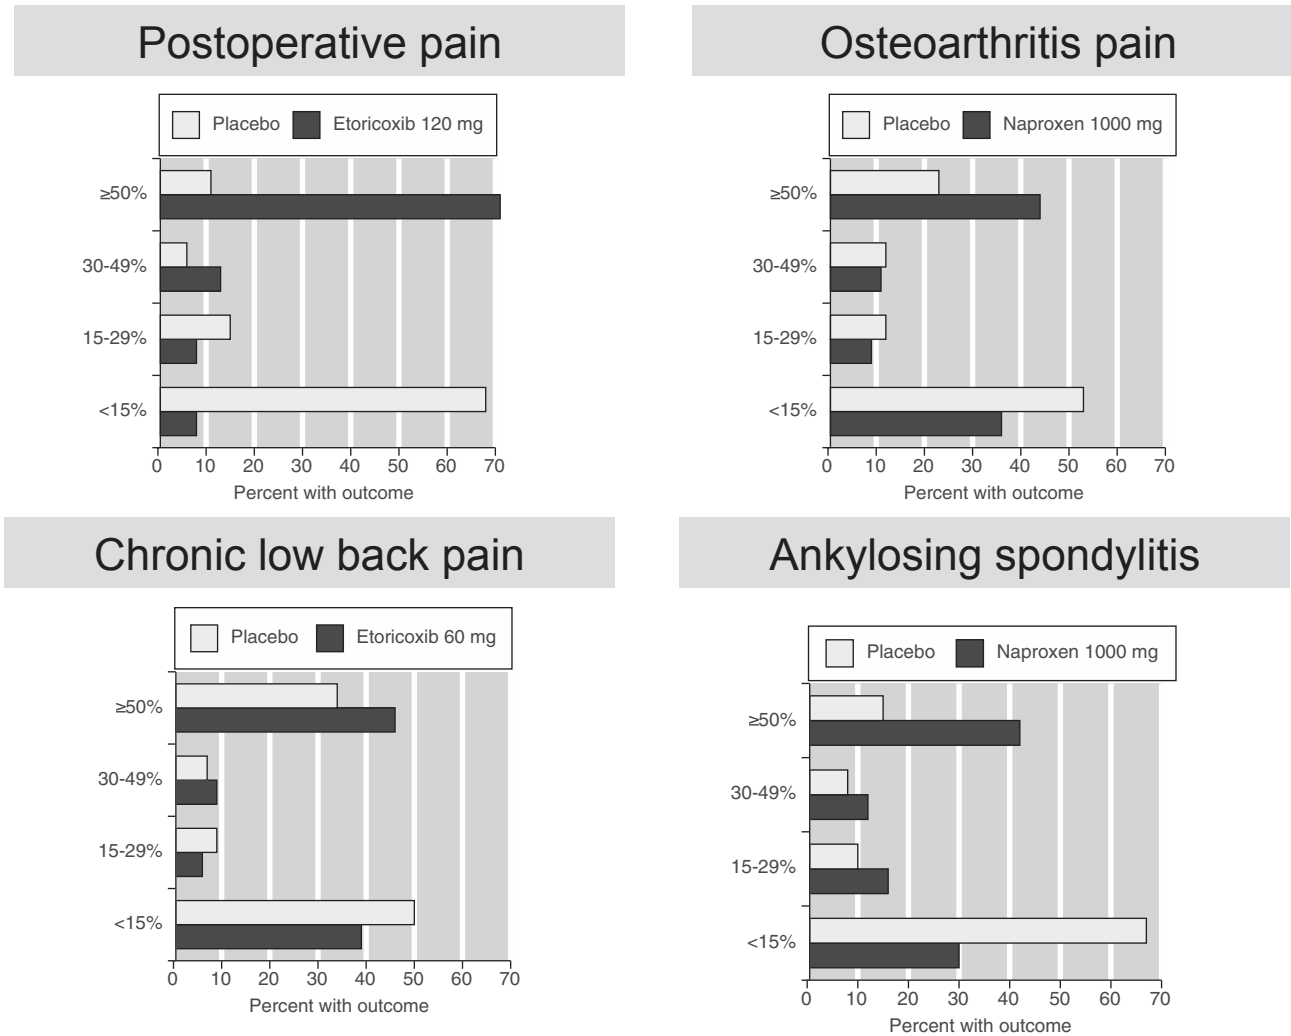 Postoperative pain
Placebo Etoricoxib 120 mg
≥50%
30-49%
15-29%
<15%
0 10 20 30 40 50 60 70
Percent with outcome
Osteoarthritis pain
Placebo Naproxen 1000 mg
≥50%
30-49%
15-29%
<15%
0 10 20 30 40 50 60 70
Percent with outcome
Chronic low back pain
Placebo Etoricoxib 60 mg
≥50%
30-49%
15-29%
<15%
0 10 20 30 40 50 60 70
Percent with outcome
Ankylosing spondylitis
Placebo Naproxen 1000 mg
≥50%
30-49%
15-29%
<15%
0 10 20 30 40 50 60 70
Percent with outcome